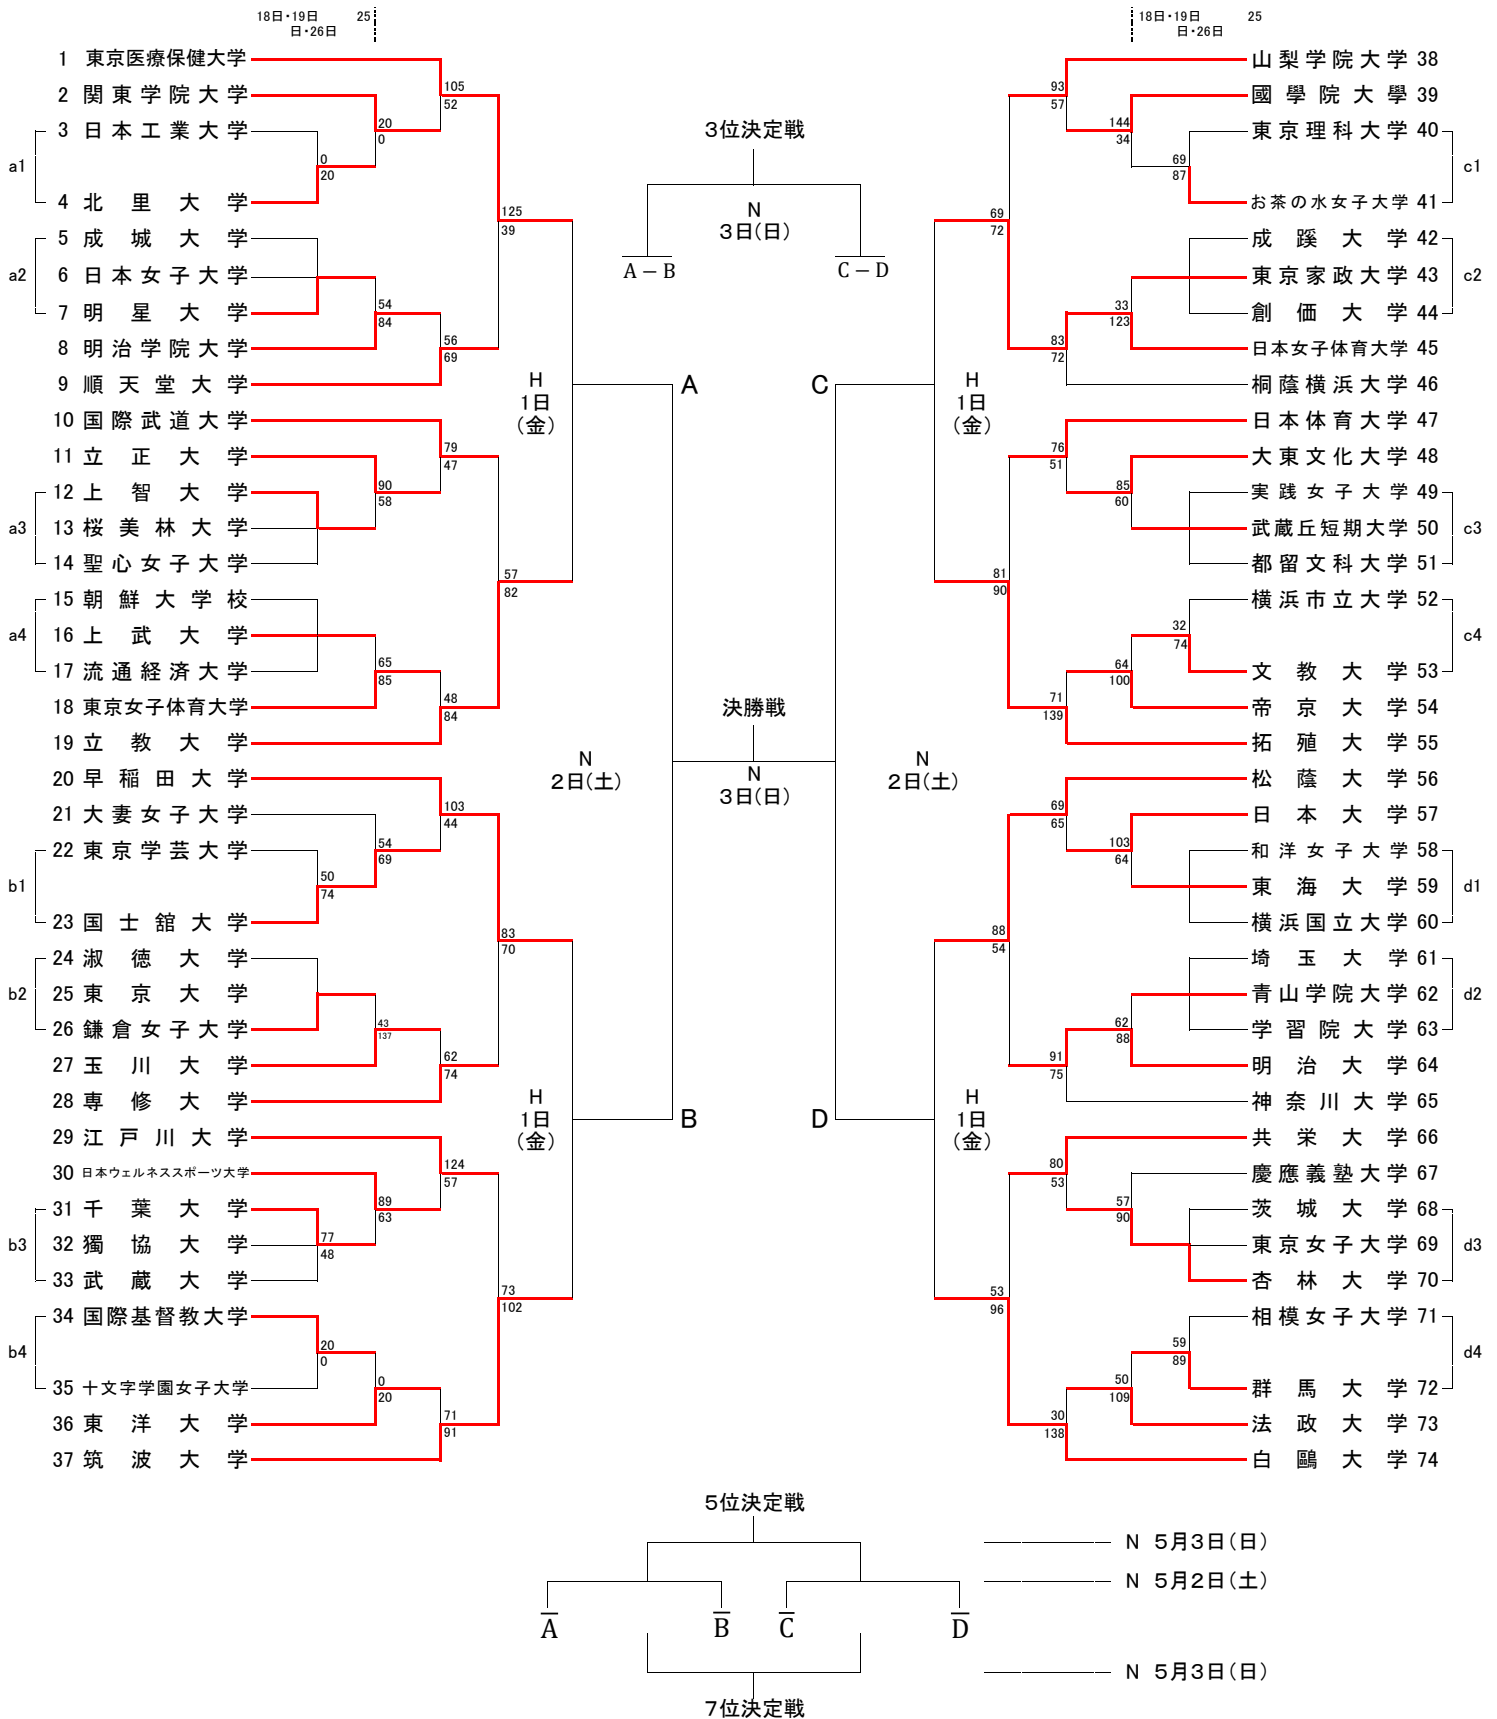 18日・19日 25
日・26日
18日・19日 25
日・26日
1 東京医療保健大学
105
52
2 関東学院大学
20
0
3 日本工業大学
a1
0
20
4 北里大学
125
39
5 成城大学
a2
6 日本女子大学
7 明星大学
54
84
8 明治学院大学
56
69
9 順天堂大学
H
1日
(金)
A
10 国際武道大学
79
47
11 立正大学
90
58
12 上智大学
a3
13 桜美林大学
14 聖心女子大学
57
82
15 朝鮮大学校
a4
16 上武大学
17 流通経済大学
65
85
18 東京女子体育大学
48
84
19 立教大学
N
2日(土)
20 早稲田大学
103
44
21 大妻女子大学
54
69
22 東京学芸大学
b1
50
74
23 国士舘大学
83
70
24 淑徳大学
b2
25 東京大学
26 鎌倉女子大学
43
137
27 玉川大学
62
74
28 専修大学
H
1日
(金)
B
29 江戸川大学
124
57
30 日本ウェルネススポーツ大学
89
63
31 千葉大学
b3
77
48
32 獨協大学
33 武蔵大学
73
102
34 国際基督教大学
b4
20
0
35 十文字学園女子大学
0
20
36 東洋大学
71
91
37 筑波大学
3位決定戦
N
3日(日)
A－B
C－D
決勝戦
N
3日(日)
山梨学院大学 38
93
57
國學院大學 39
144
34
東京理科大学 40
c1
69
87
お茶の水女子大学 41
69
72
成蹊大学 42
c2
東京家政大学 43
創価大学 44
33
123
日本女子体育大学 45
83
72
桐蔭横浜大学 46
C
H
1日
(金)
日本体育大学 47
76
51
大東文化大学 48
85
60
実践女子大学 49
c3
武蔵丘短期大学 50
都留文科大学 51
81
90
横浜市立大学 52
c4
32
74
文教大学 53
64
100
帝京大学 54
71
139
拓殖大学 55
N
2日(土)
松蔭大学 56
69
65
日本大学 57
103
64
和洋女子大学 58
d1
東海大学 59
横浜国立大学 60
88
54
埼玉大学 61
d2
青山学院大学 62
学習院大学 63
62
88
明治大学 64
91
75
神奈川大学 65
D
H
1日
(金)
共栄大学 66
80
53
慶應義塾大学 67
57
90
茨城大学 68
d3
東京女子大学 69
杏林大学 70
53
96
相模女子大学 71
d4
59
89
群馬大学 72
50
109
法政大学 73
30
138
白鷗大学 74
5位決定戦
N 5月3日(日)
N 5月2日(土)
A B C D
N 5月3日(日)
7位決定戦